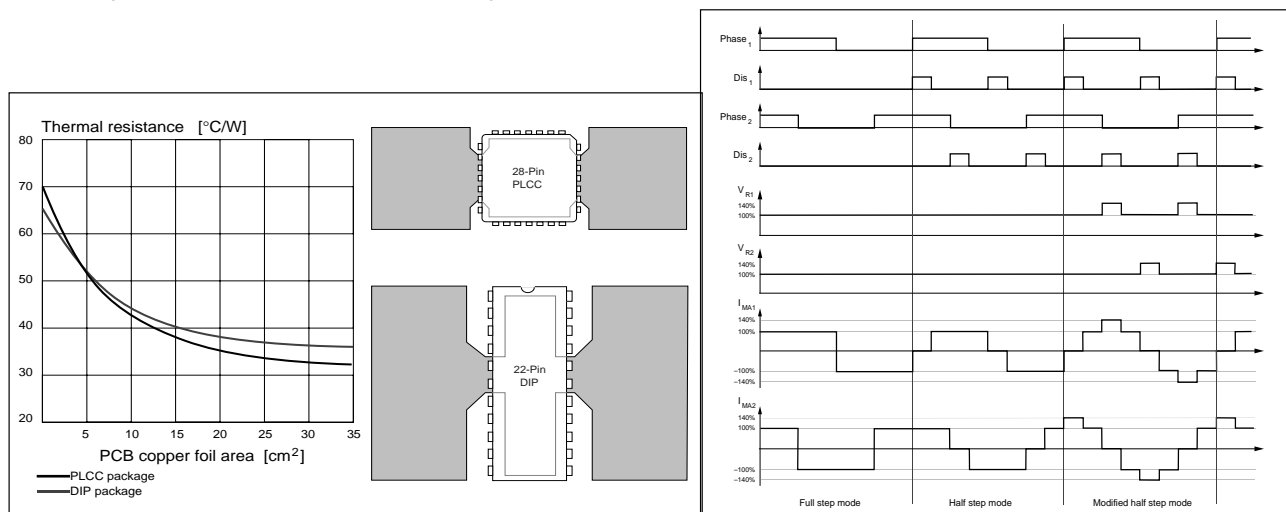 Thermal resistance [°C/W]
80
70
60
50
40
30
20
5 10 15 20 25 30 35
PCB copper foil area [cm2]
PLCC package
DIP package
28-Pin
PLCC
22-Pin
DIP
Phase1
Dis1
Phase2
Dis2
VR1
140%
100%
VR2
140%
100%
IMA1
140%
100%
–100%
–140%
IMA2
140%
100%
–100%
–140%
Full step mode Half step mode Modified half step mode